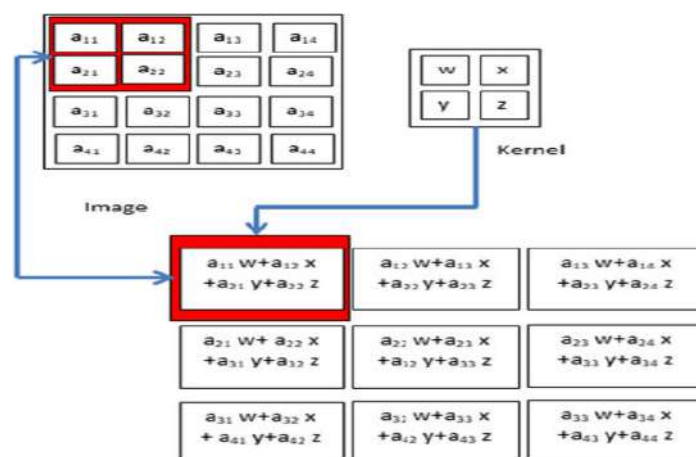 a₁₁ a₁₂ a₁₃ a₁₄
a₂₁ a₂₂ a₂₃ a₂₄
a₃₁ a₃₂ a₃₃ a₃₄
a₄₁ a₄₂ a₄₃ a₄₄
w x
y z
Kernel
Image
a₁₁ w+a₁₂ x
+a₂₁ y+a₂₂ z
a₁₂ w+a₁₃ x
+a₂₂ y+a₂₃ z
a₁₃ w+a₁₄ x
+a₂₃ y+a₂₄ z
a₂₁ w+ a₂₂ x
+a₃₁ y+a₃₂ z
a₂₂ w+a₂₃ x
+a₃₂ y+a₃₃ z
a₂₃ w+a₂₄ x
+a₃₃ y+a₃₄ z
a₃₁ w+a₃₂ x
+ a₄₁ y+a₄₂ z
a₃₂ w+a₃₃ x
+a₄₂ y+a₄₃ z
a₃₃ w+a₃₄ x
+a₄₃ y+a₄₄ z